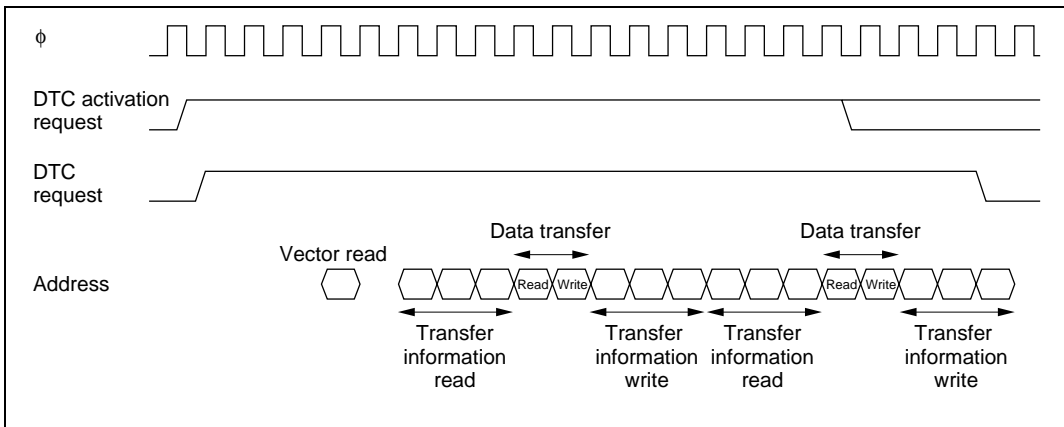 ϕ
DTC activation
request
DTC
request
Data transfer
Data transfer
Vector read
Address
Read
Write
Read
Write
Transfer
information
read
Transfer
information
write
Transfer
information
read
Transfer
information
write